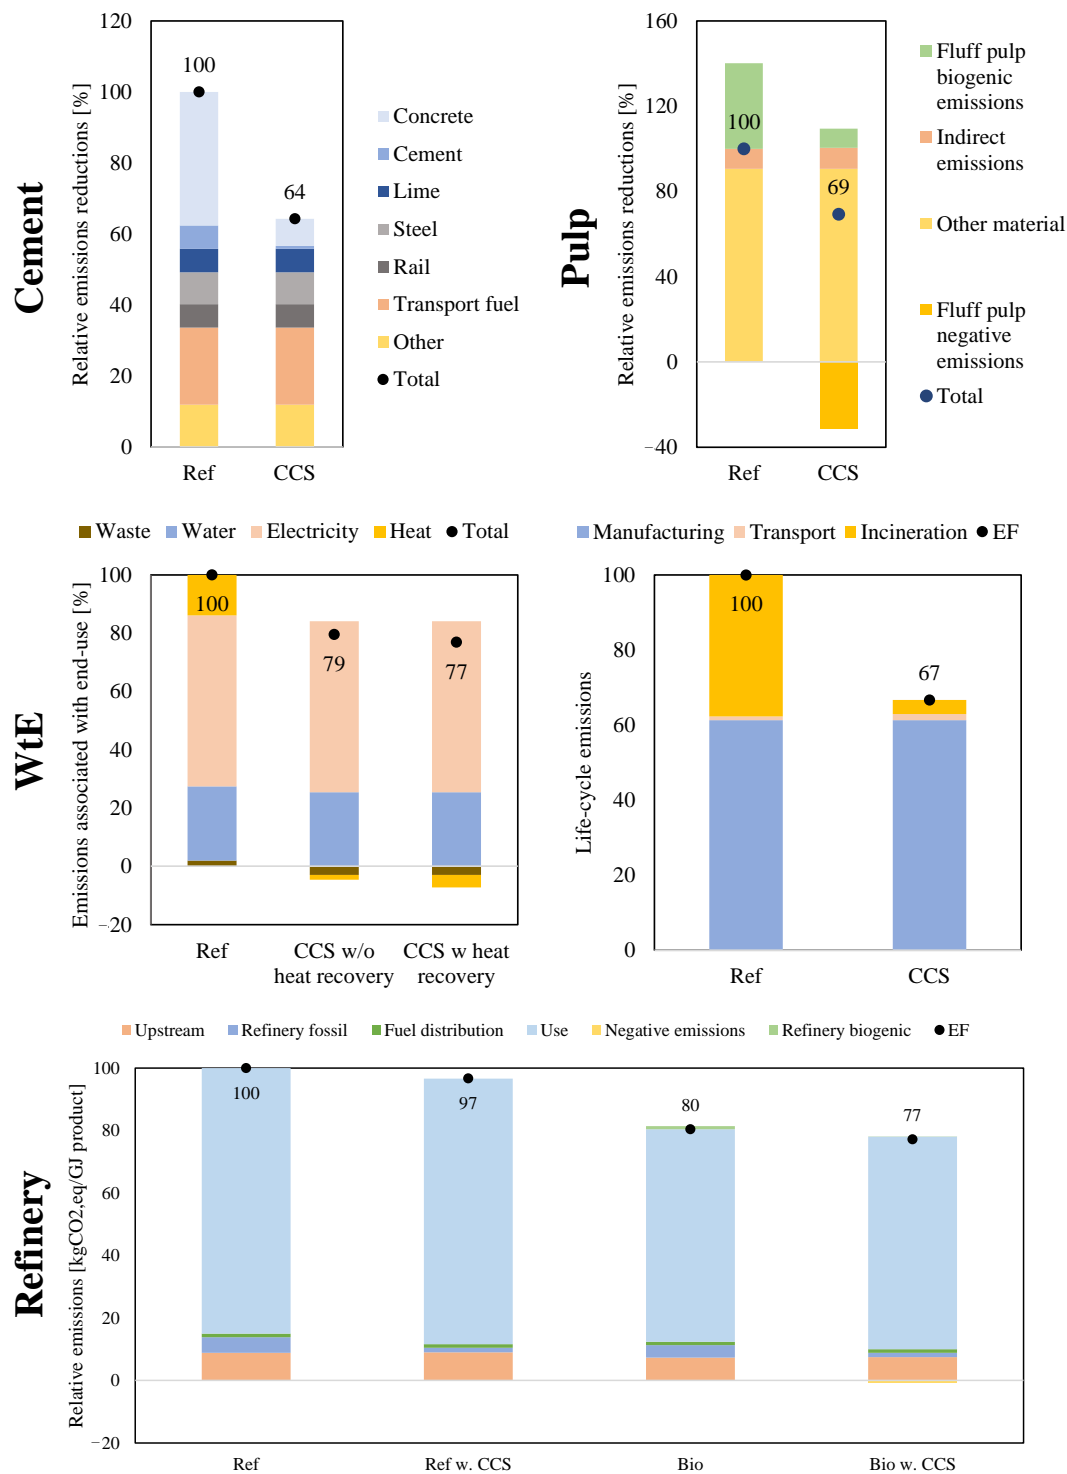 Cement
Relative emissions reductions [%]
120
100
80
60
40
20
0
100
64
Ref
CCS
Concrete
Cement
Lime
Steel
Rail
Transport fuel
Other
Total
Pulp
Relative emissions reductions [%]
160
120
80
40
0
−40
100
69
Ref
CCS
Fluff pulp
biogenic
emissions
Indirect
emissions
Other material
Fluff pulp
negative
emissions
Total
WtE
Waste Water Electricity Heat Total
Emissions associated with end-use [%]
100
80
60
40
20
0
−20
100
79
77
Ref
CCS w/o
heat recovery
CCS w heat
recovery
Manufacturing Transport Incineration EF
Life-cycle emissions
100
80
60
40
20
0
100
67
Ref
CCS
Refinery
Upstream Refinery fossil Fuel distribution Use Negative emissions Refinery biogenic EF
Relative emissions [kgCO2,eq/GJ product]
100
80
60
40
20
0
−20
100
97
80
77
Ref
Ref w. CCS
Bio
Bio w. CCS